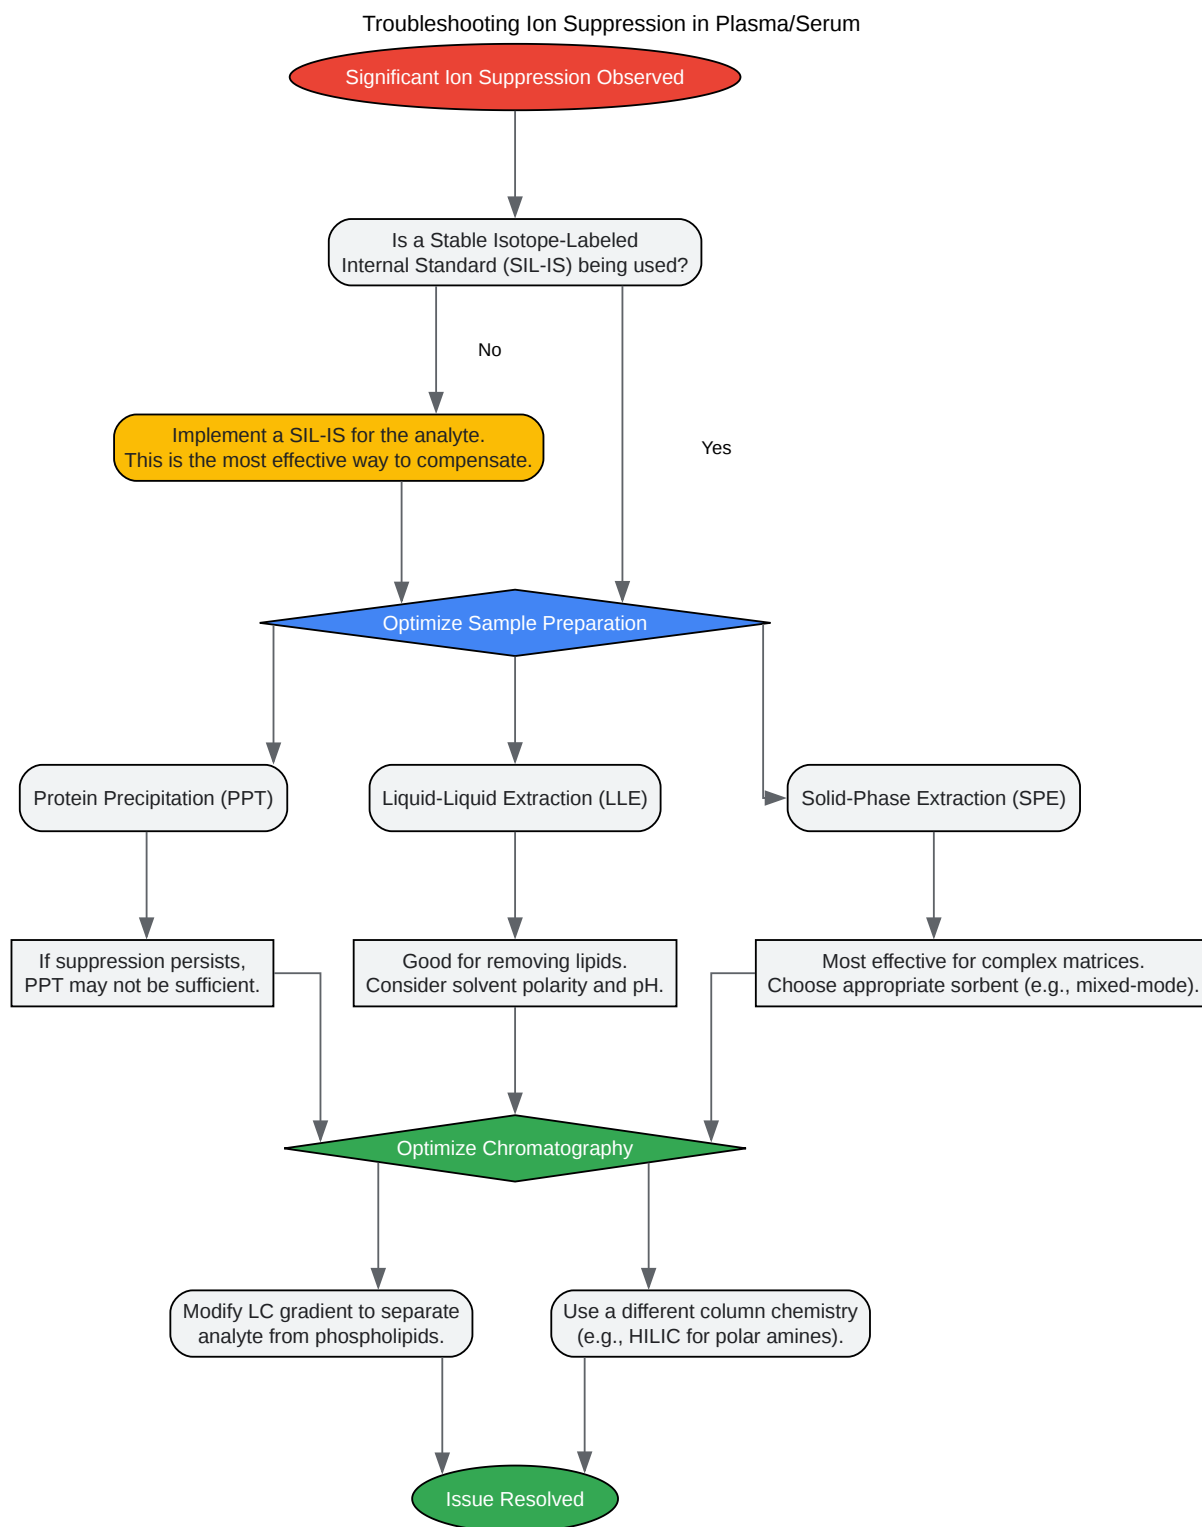 Troubleshooting Ion Suppression in Plasma/Serum
Significant Ion Suppression Observed
Is a Stable Isotope-Labeled
Internal Standard (SIL-IS) being used?
No
Implement a SIL-IS for the analyte.
This is the most effective way to compensate.
Yes
Optimize Sample Preparation
Protein Precipitation (PPT)
Liquid-Liquid Extraction (LLE)
Solid-Phase Extraction (SPE)
If suppression persists,
PPT may not be sufficient.
Good for removing lipids.
Consider solvent polarity and pH.
Most effective for complex matrices.
Choose appropriate sorbent (e.g., mixed-mode).
Optimize Chromatography
Modify LC gradient to separate
analyte from phospholipids.
Use a different column chemistry
(e.g., HILIC for polar amines).
Issue Resolved